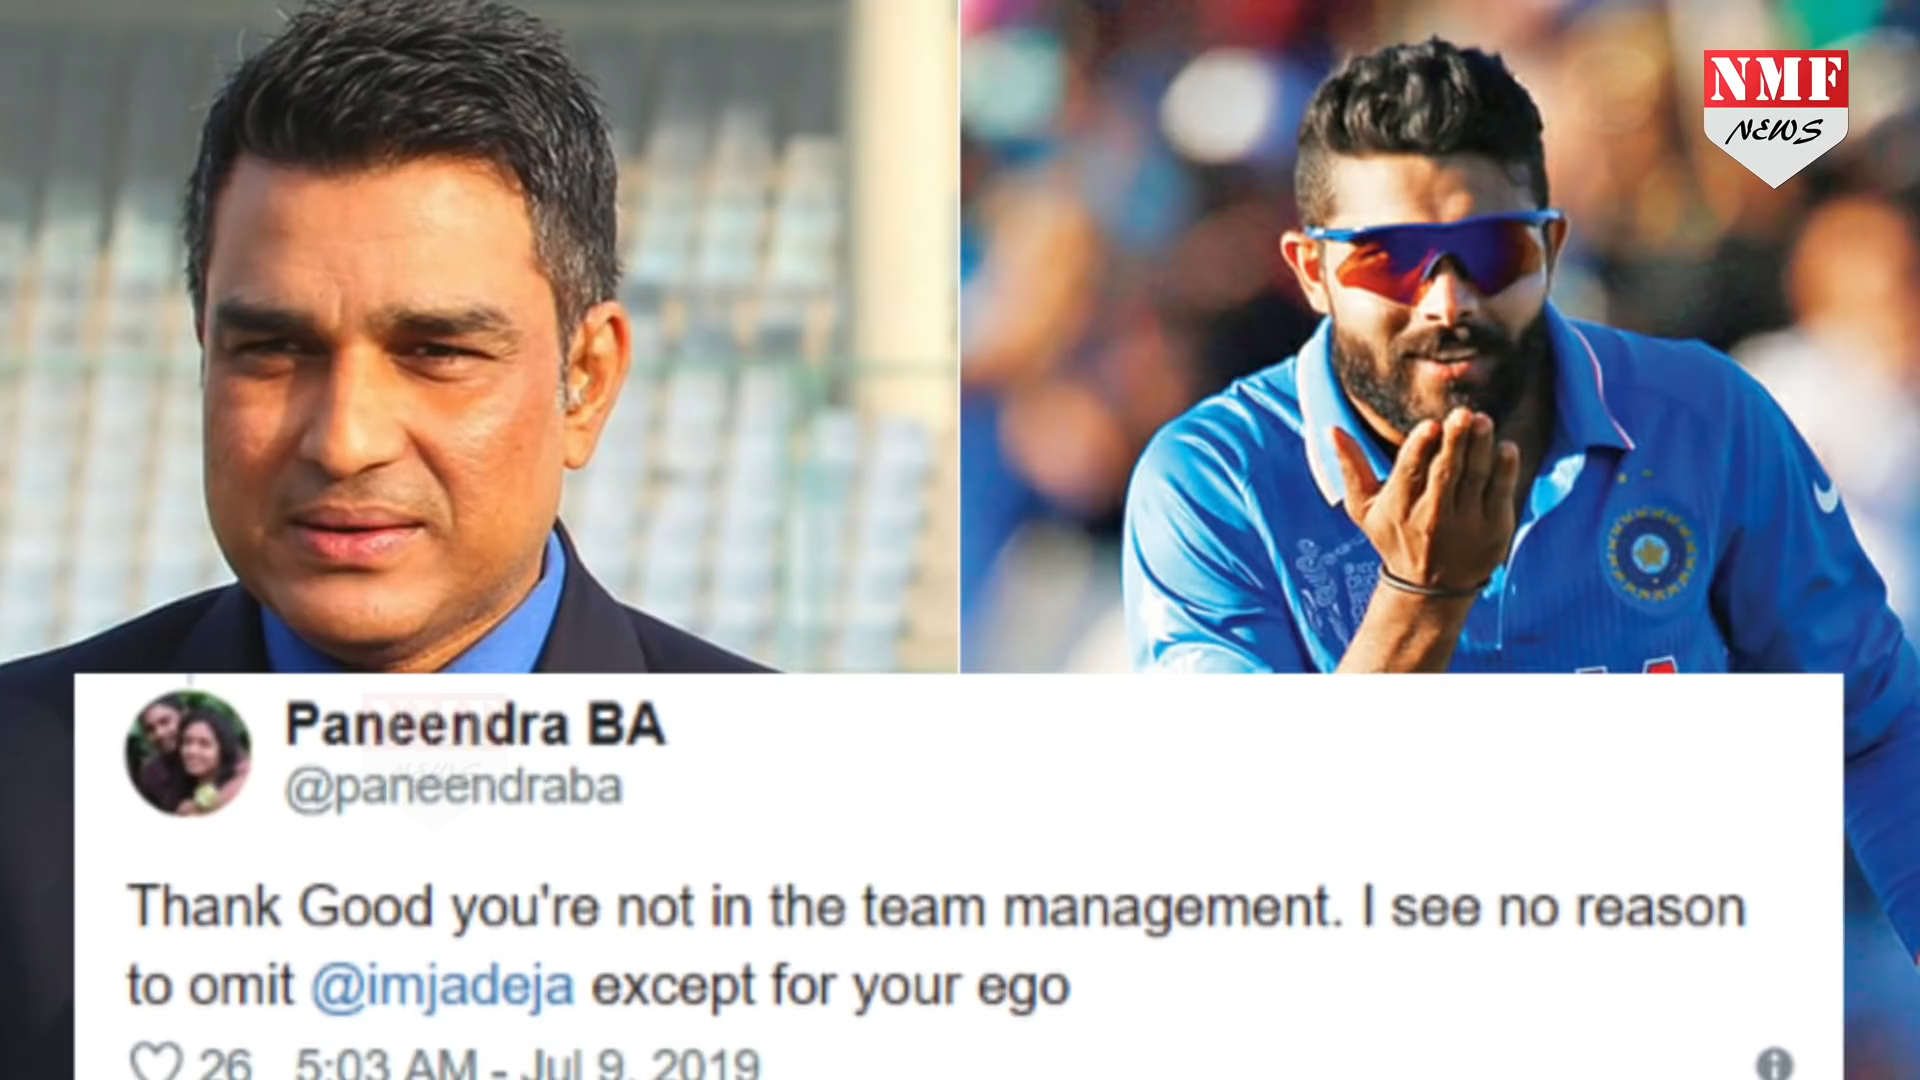 NMF
NEWS
Paneendra BA
@paneendraba
Thank Good you're not in the team management. I see no reason
to omit @imjadeja except for your ego
26 5:03 AM - Jul 9, 2019